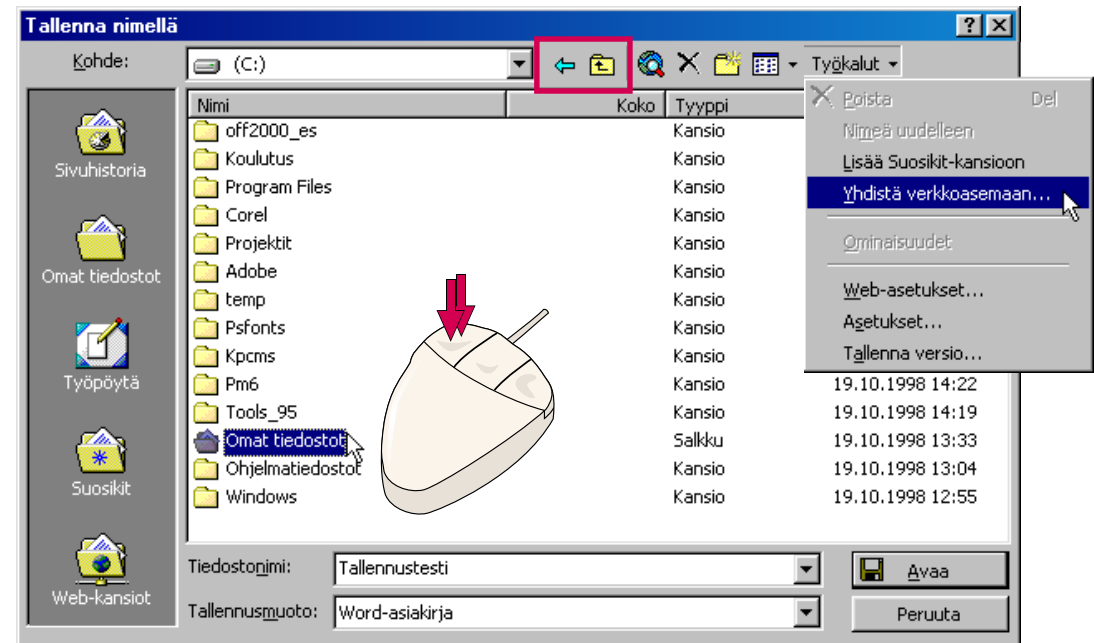 Tallenna nimellä
Kohde: (C:) Työkalut
Nimi Koko Tyyppi
off2000_es Kansio
Koulutus Kansio
Program Files Kansio
Corel Kansio
Projektit Kansio
Adobe Kansio
temp Kansio
Psfonts Kansio
Kpcms Kansio
Pm6 Kansio 19.10.1998 14:22
Tools_95 Kansio 19.10.1998 14:19
Omat tiedostot Salkku 19.10.1998 13:33
Ohjelmatiedostot Kansio 19.10.1998 13:04
Windows Kansio 19.10.1998 12:55
Sivuhistoria
Omat tiedostot
Työpöytä
Suosikit
Web-kansiot
Poista Del
Nimeä uudelleen
Lisää Suosikit-kansioon
Yhdistä verkkoasemaan...
Ominaisuudet
Web-asetukset...
Asetukset...
Tallenna versio...
Tiedostonimi: Tallennustesti Avaa
Tallennusmuoto: Word-asiakirja Peruuta